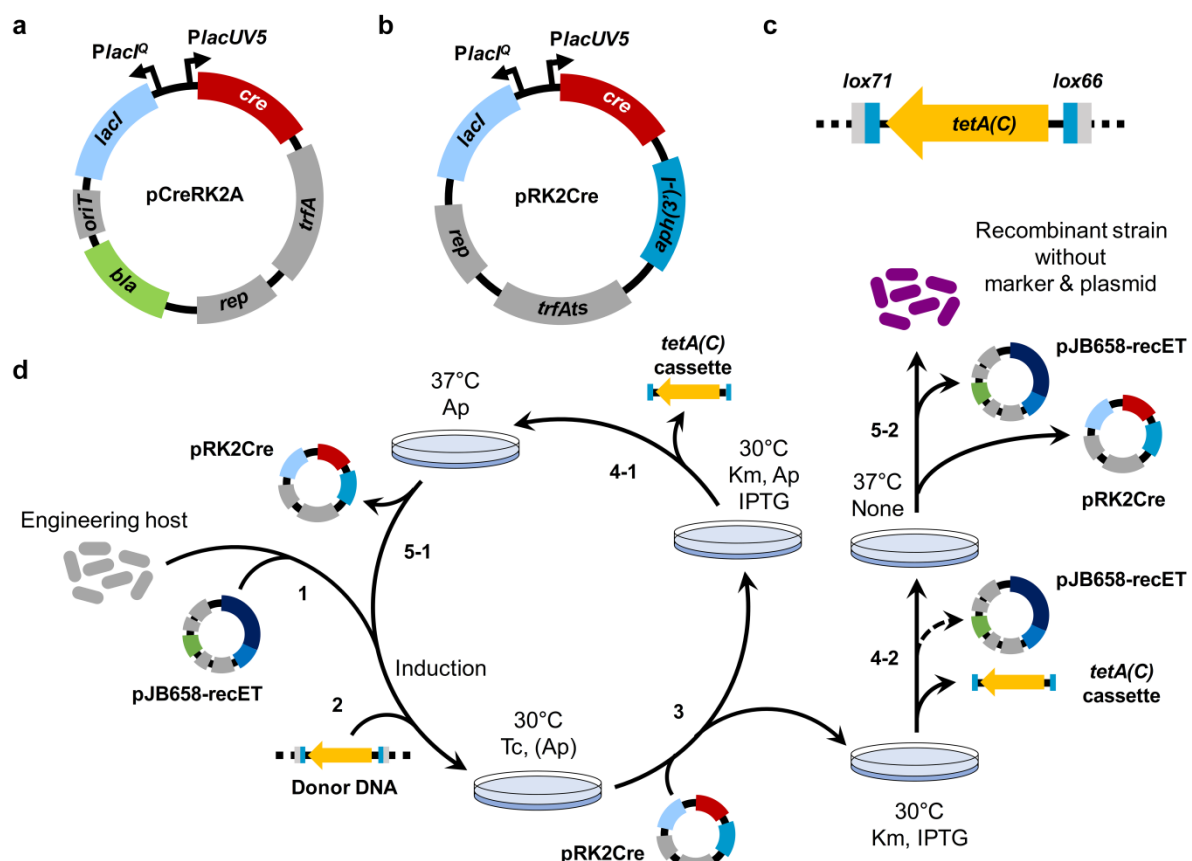 a
PlacI^Q
PlacUV5
lacI
cre
pCreRK2A
oriT
trfA
bla
rep
b
PlacI^Q
PlacUV5
lacI
cre
pRK2Cre
aph(3')-I
rep
trfAts
c
lox71
lox66
tetA(C)
d
Engineering host
pJB658-recET
1
2
Induction
Donor DNA
30°C
Tc, (Ap)
3
pRK2Cre
30°C
Km, Ap
IPTG
4-1
tetA(C)
cassette
37°C
Ap
pRK2Cre
5-1
30°C
Km, IPTG
4-2
pJB658-recET
tetA(C)
cassette
37°C
None
5-2
pJB658-recET
pRK2Cre
Recombinant strain
without
marker & plasmid